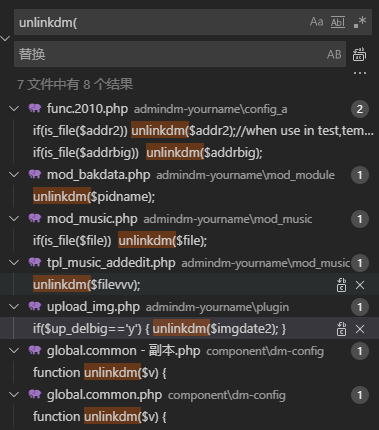 unlinkdm(
Aa ab .*
替换
AB
7 文件中有 8 个结果
func.2010.php admindm-yourname\config_a 2
if(is_file($addr2)) unlinkdm($addr2);//when use in test,tem...
if(is_file($addrbig)) unlinkdm($addrbig);
mod_bakdata.php admindm-yourname\mod_module 1
unlinkdm($pidname);
mod_music.php admindm-yourname\mod_music 1
if(is_file($file)) unlinkdm($file);
tpl_music_addedit.php admindm-yourname\mod_music 1
unlinkdm($filevvv);
upload_img.php admindm-yourname\plugin 1
if($up_delbig=='y') { unlinkdm($imgdate2); }
global.common - 副本.php component\dm-config 1
function unlinkdm($v) {
global.common.php component\dm-config 1
function unlinkdm($v) {